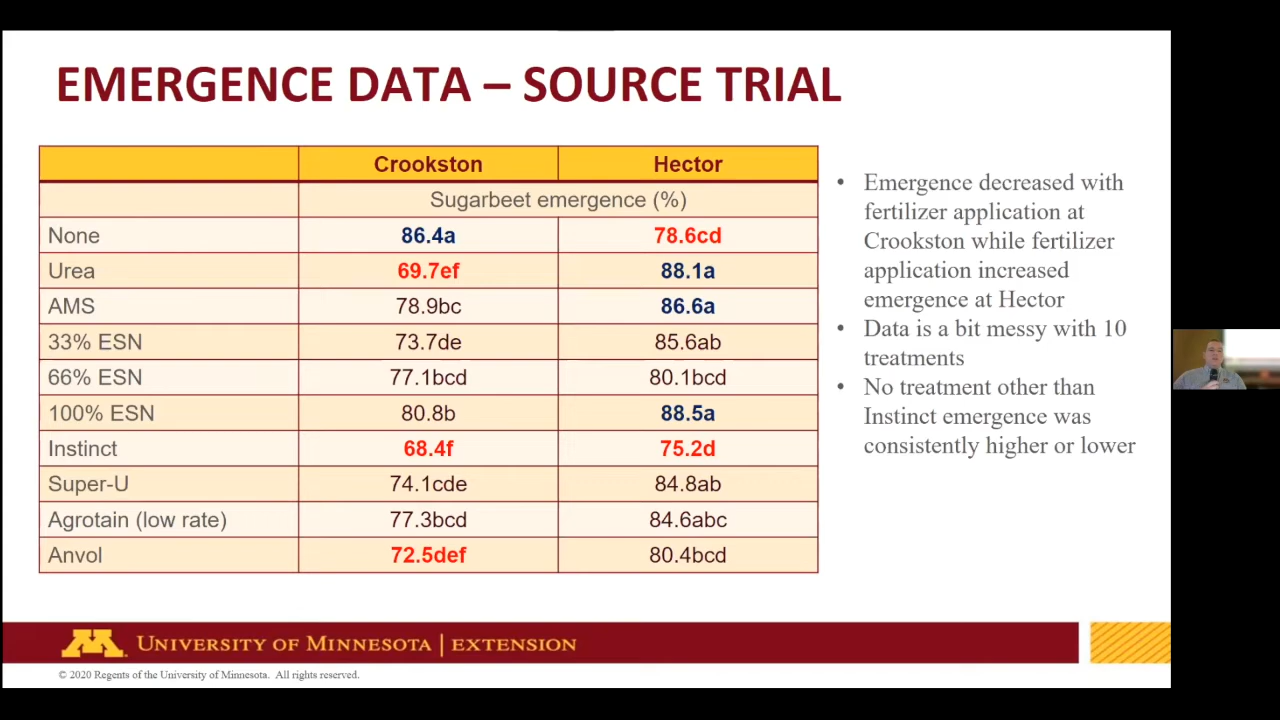 EMERGENCE DATA – SOURCE TRIAL
Crookston Hector
Sugarbeet emergence (%)
None 86.4a 78.6cd
Urea 69.7ef 88.1a
AMS 78.9bc 86.6a
33% ESN 73.7de 85.6ab
66% ESN 77.1bcd 80.1bcd
100% ESN 80.8b 88.5a
Instinct 68.4f 75.2d
Super-U 74.1cde 84.8ab
Agrotain (low rate) 77.3bcd 84.6abc
Anvol 72.5def 80.4bcd
• Emergence decreased with
fertilizer application at
Crookston while fertilizer
application increased
emergence at Hector
• Data is a bit messy with 10
treatments
• No treatment other than
Instinct emergence was
consistently higher or lower
M UNIVERSITY OF MINNESOTA | EXTENSION
© 2020 Regents of the University of Minnesota. All rights reserved.